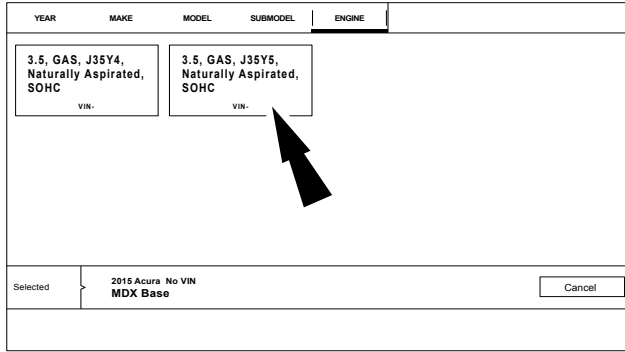 YEAR MAKE MODEL SUBMODEL ENGINE
3.5, GAS, J35Y4,
Naturally Aspirated,
SOHC
VIN-
3.5, GAS, J35Y5,
Naturally Aspirated,
SOHC
VIN-
Selected
2015 Acura No VIN
MDX Base
Cancel